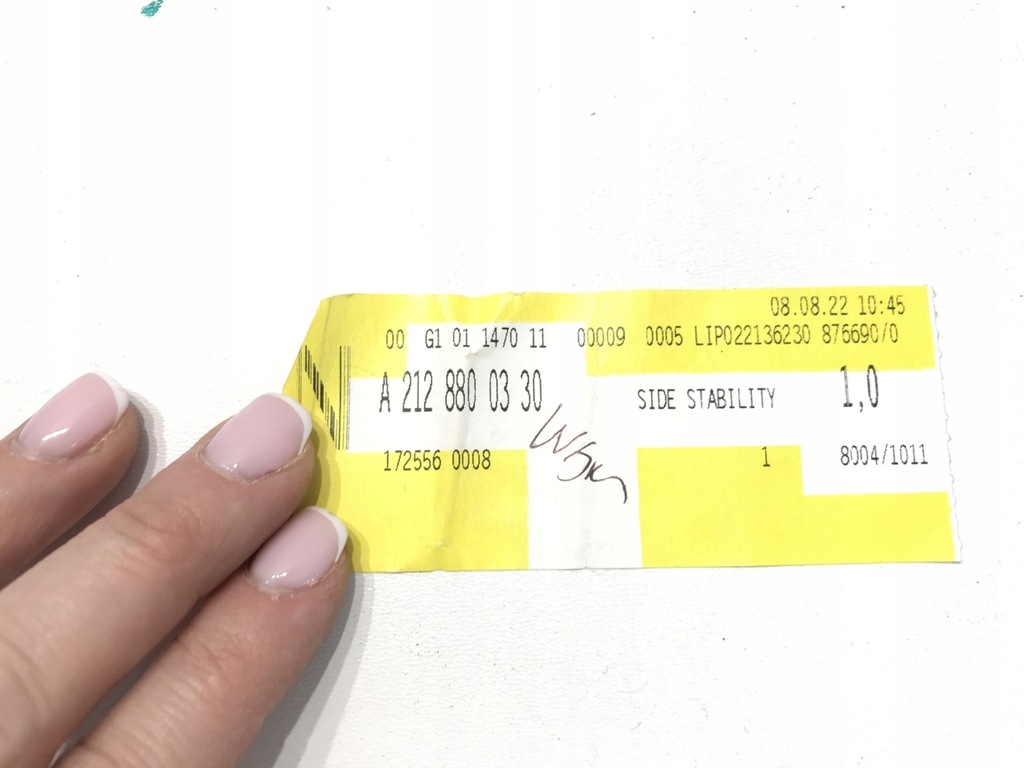 08.08.22 10:45
00 G1 01 1470 11 00009 0005 LIP022136230 876690/0
A 212 880 03 30 SIDE STABILITY 1,0
172556 0008 1 8004/1011